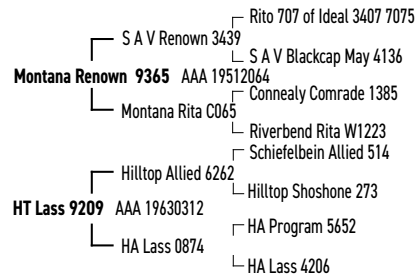 Rito 707 of Ideal 3407 7075
S A V Renown 3439
S A V Blackcap May 4136
Montana Renown 9365 AAA 19512064
Connealy Comrade 1385
Montana Rita C065
Riverbend Rita W1223
Schiefelbein Allied 514
Hilltop Allied 6262
Hilltop Shoshone 273
HT Lass 9209 AAA 19630312
HA Program 5652
HA Lass 0874
HA Lass 4206